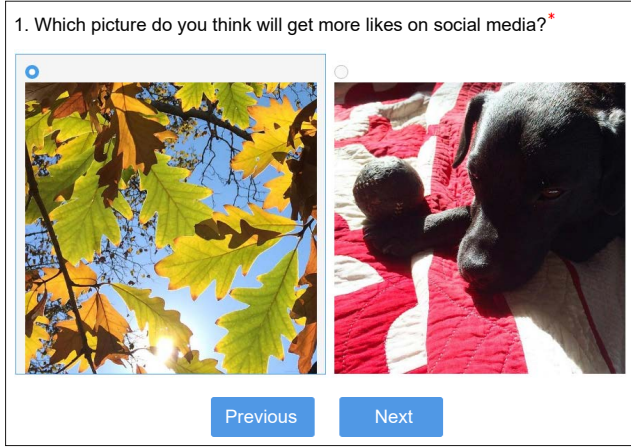 1. Which picture do you think will get more likes on social media?*
Previous Next